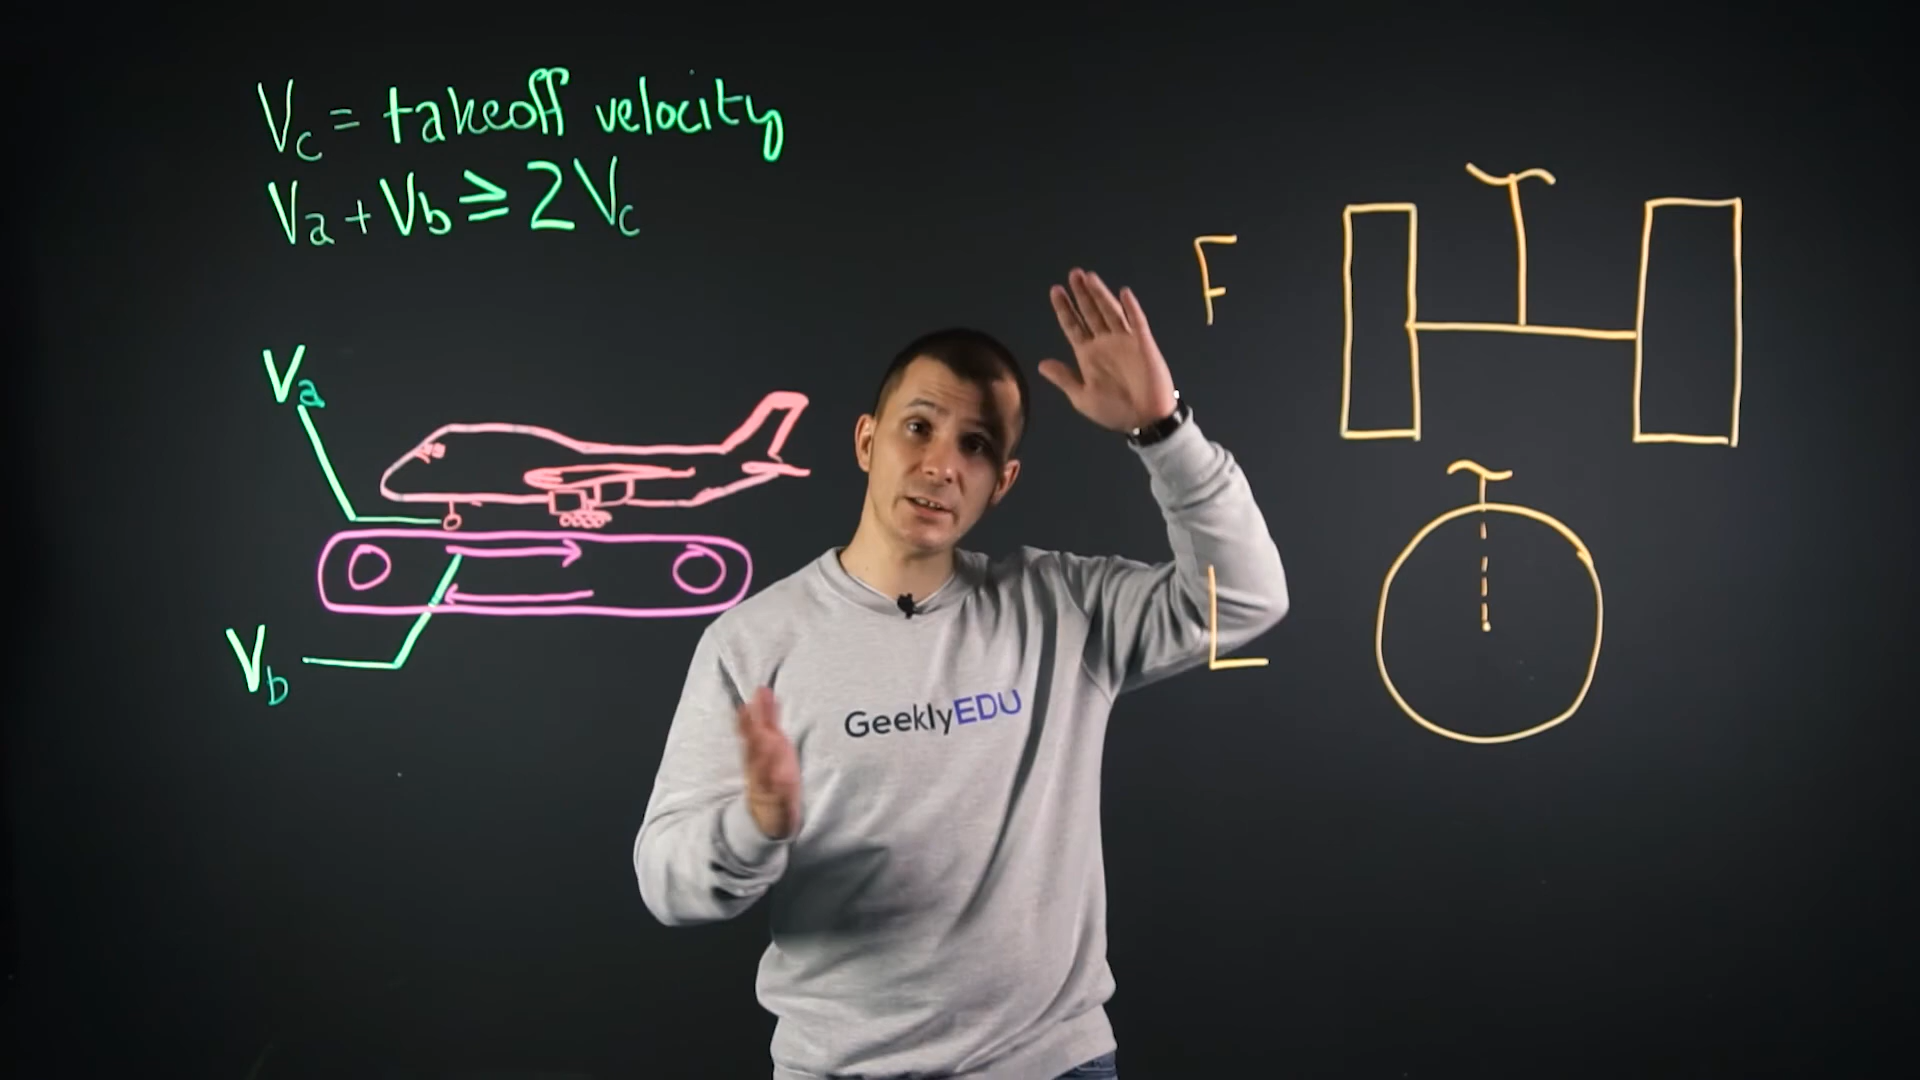 Vc = takeoff velocity
Va + Vb ≥ 2Vc
Va
Vb
F
L
GeeklyEDU